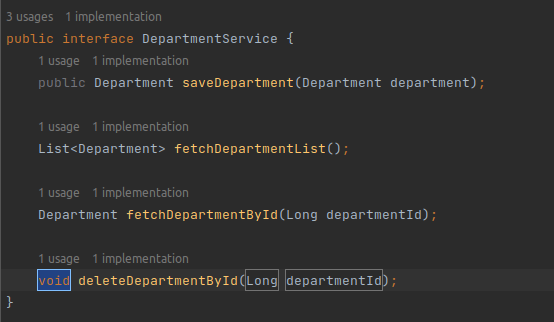 3 usages 1 implementation
public interface DepartmentService {
1 usage 1 implementation
public Department saveDepartment(Department department);
1 usage 1 implementation
List<Department> fetchDepartmentList();
1 usage 1 implementation
Department fetchDepartmentById(Long departmentId);
1 usage 1 implementation
void deleteDepartmentById(Long departmentId);
}